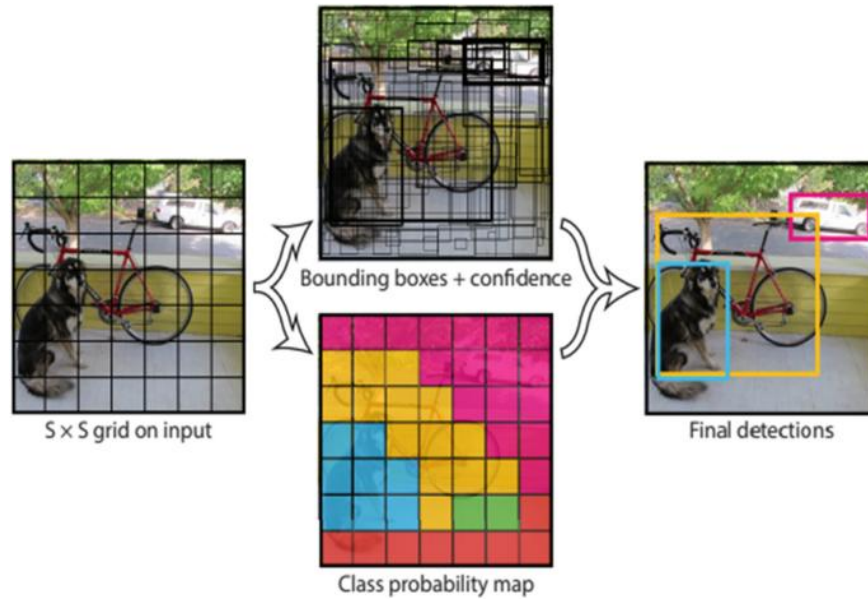 Bounding boxes + confidence
S × S grid on input
Final detections
Class probability map